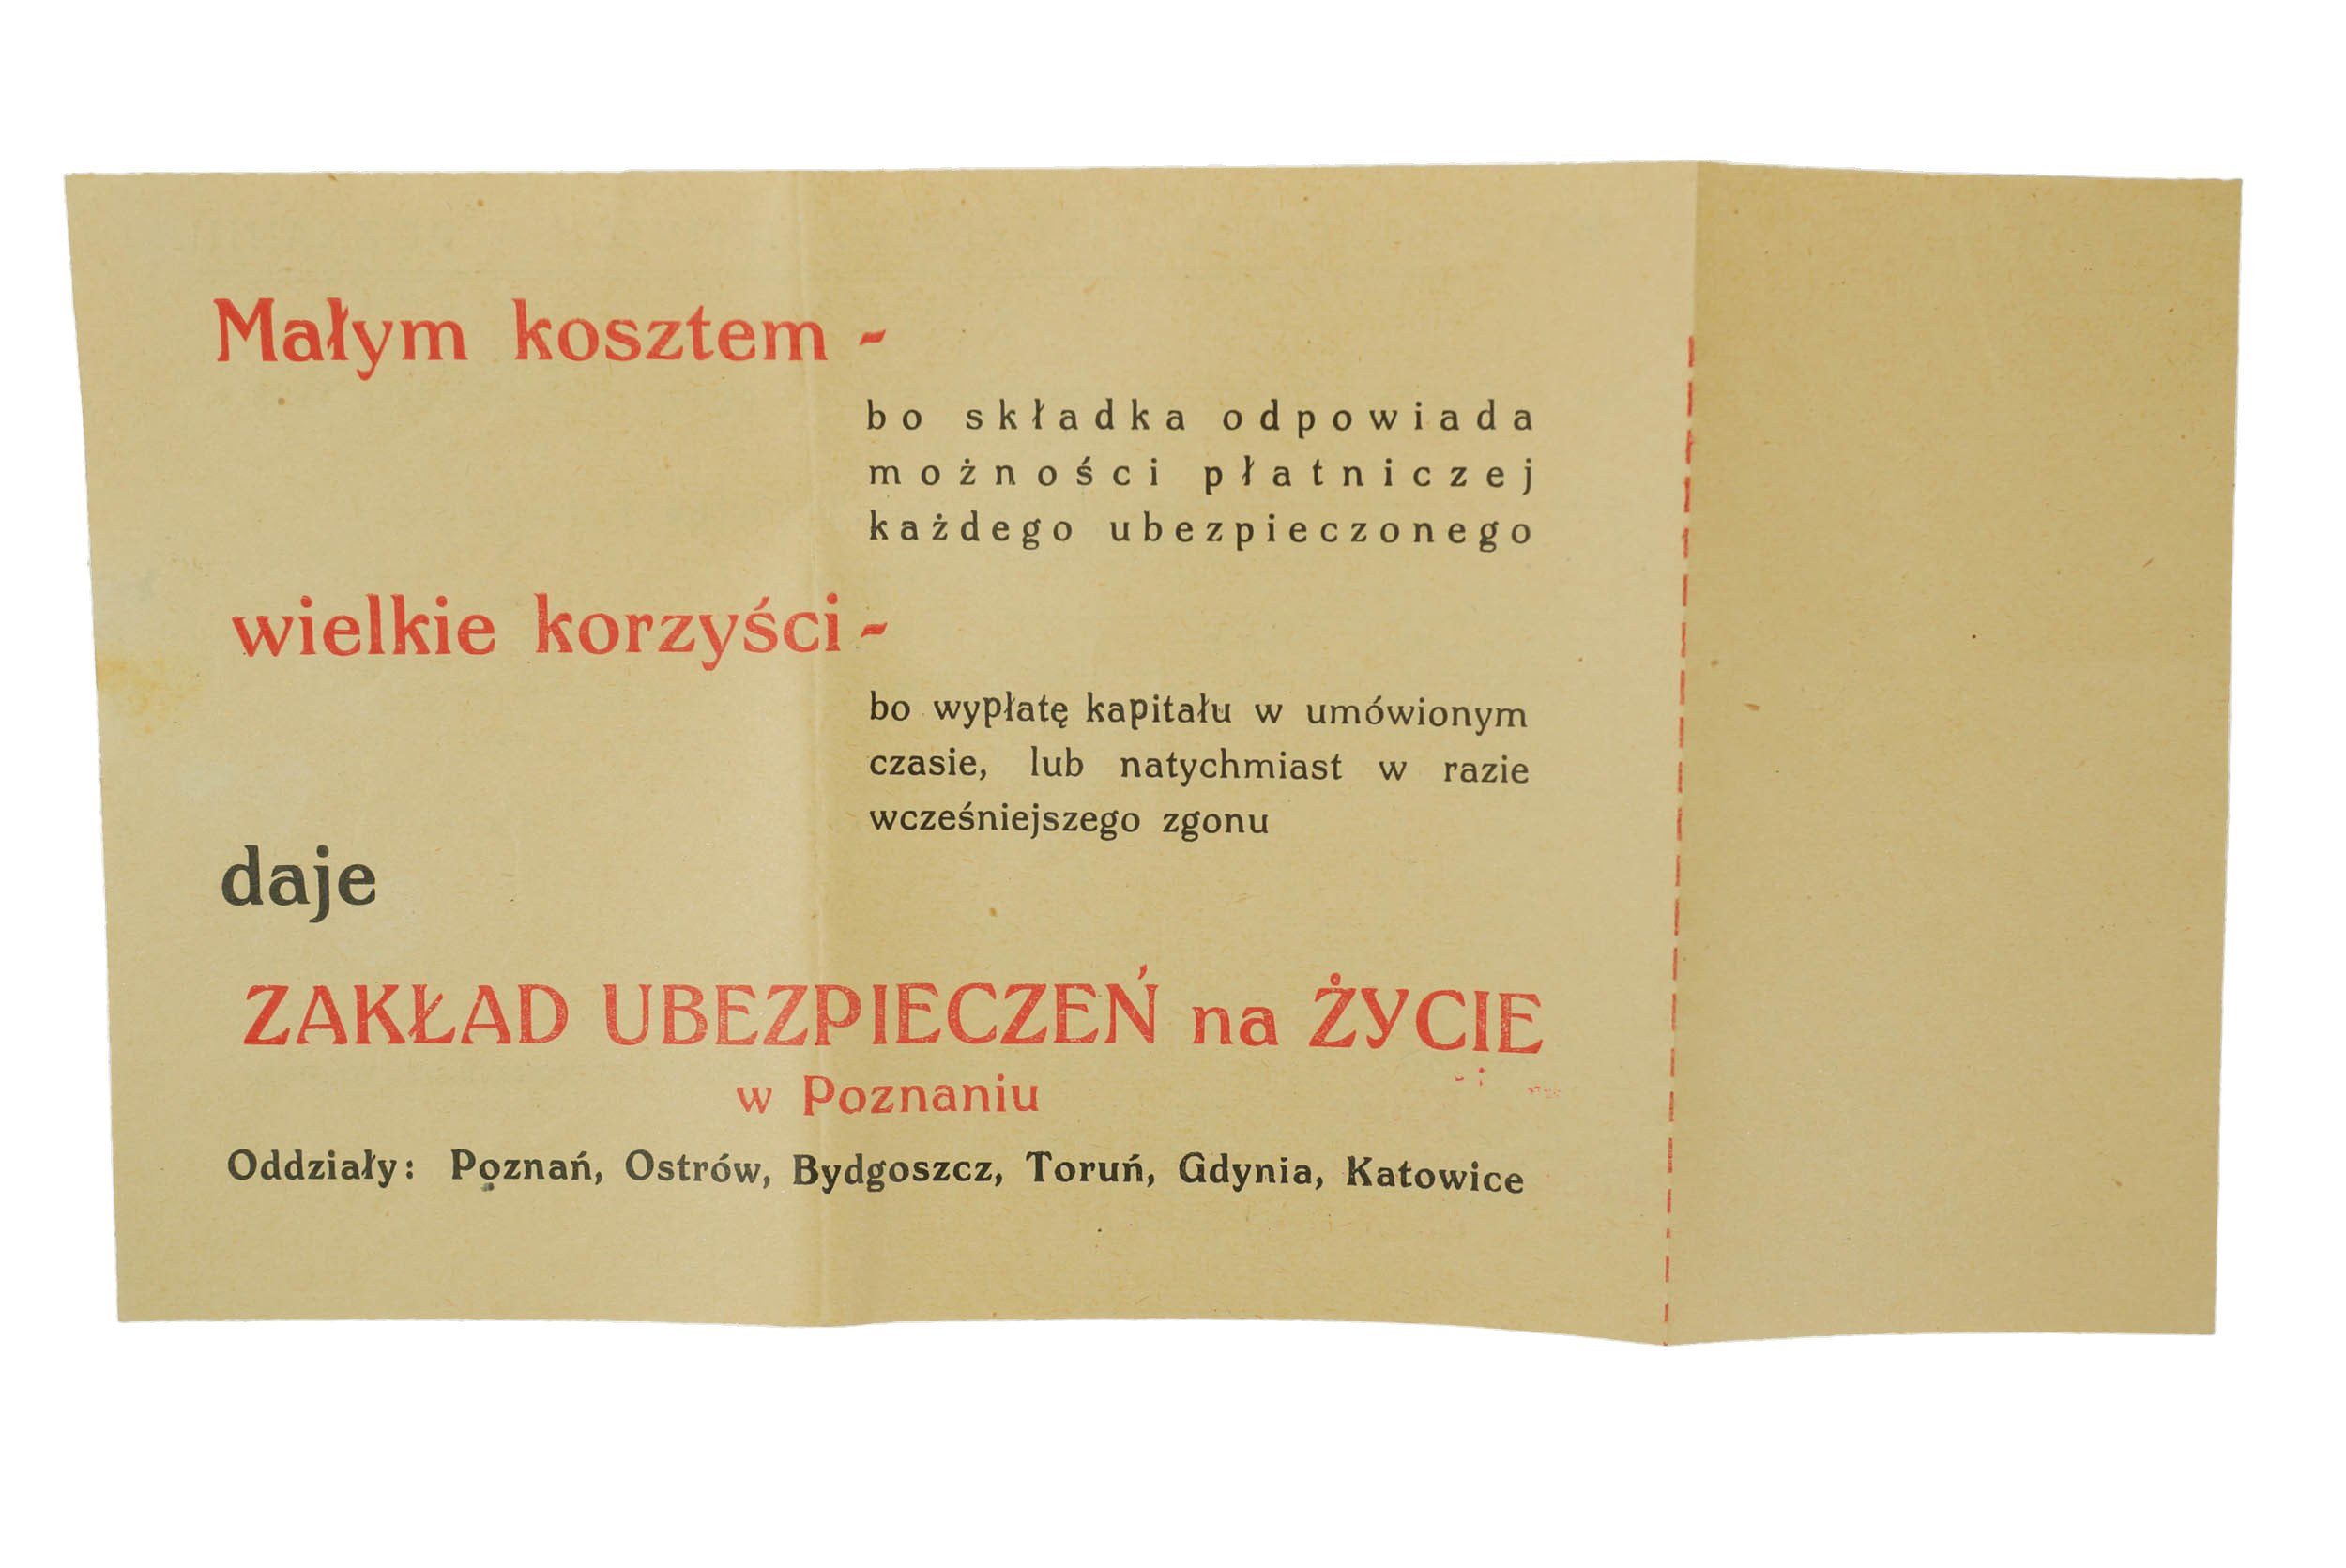 Małym kosztem -
bo składka odpowiada
możności płatniczej
każdego ubezpieczonego
wielkie korzyści -
bo wypłatę kapitału w umówionym
czasie, lub natychmiast w razie
wcześniejszego zgonu
daje
ZAKŁAD UBEZPIECZEŃ na ŻYCIE
w Poznaniu
Oddziały: Poznań, Ostrów, Bydgoszcz, Toruń, Gdynia, Katowice